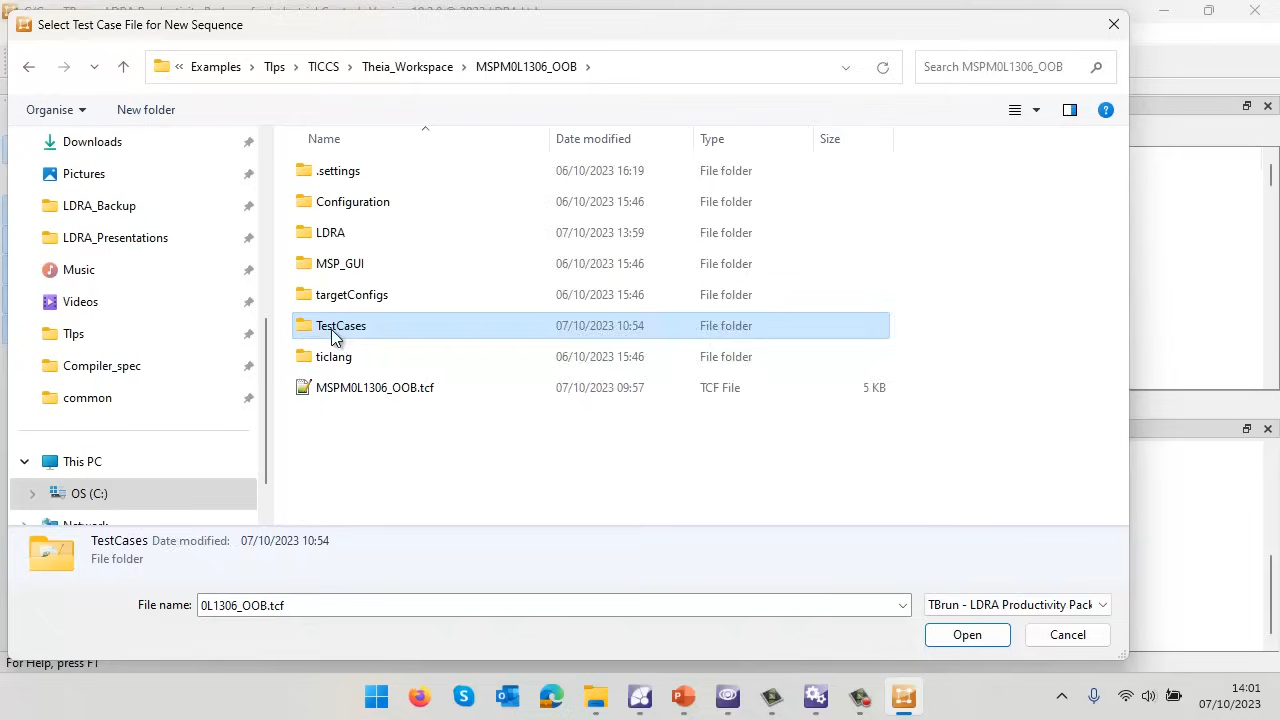 Select Test Case File for New Sequence
Examples > TIps > TICCS > Theia_Workspace > MSPM0L1306_OOB >
Search MSPM0L1306_OOB
Organise
New folder
Name
Date modified
Type
Size
Downloads
Pictures
LDRA_Backup
LDRA_Presentations
Music
Videos
TIps
Compiler_spec
common
This PC
OS (C:)
Network
.settings 06/10/2023 16:19 File folder
Configuration 06/10/2023 15:46 File folder
LDRA 07/10/2023 13:59 File folder
MSP_GUI 06/10/2023 15:46 File folder
targetConfigs 06/10/2023 15:46 File folder
TestCases 07/10/2023 10:54 File folder
ticlang 06/10/2023 15:46 File folder
MSPM0L1306_OOB.tcf 07/10/2023 09:57 TCF File 5 KB
TestCases Date modified: 07/10/2023 10:54
File folder
File name: 0L1306_OOB.tcf
TBrun - LDRA Productivity Pack
Open
Cancel
For Help, press F1
14:01
07/10/2023